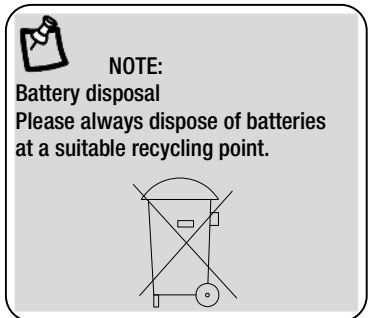 NOTE:
Battery disposal
Please always dispose of batteries
at a suitable recycling point.